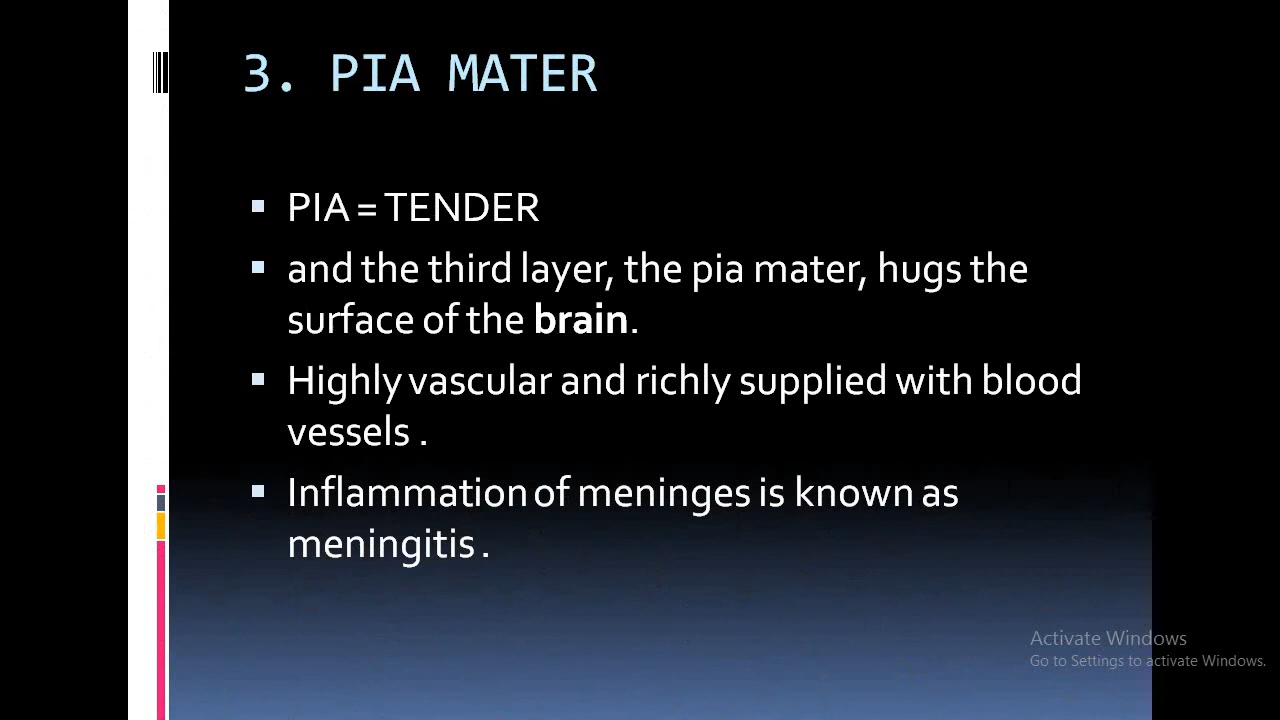 3. PIA MATER
▪ PIA = TENDER
▪ and the third layer, the pia mater, hugs the
surface of the brain.
▪ Highly vascular and richly supplied with blood
vessels .
▪ Inflammation of meninges is known as
meningitis .
Activate Windows
Go to Settings to activate Windows.